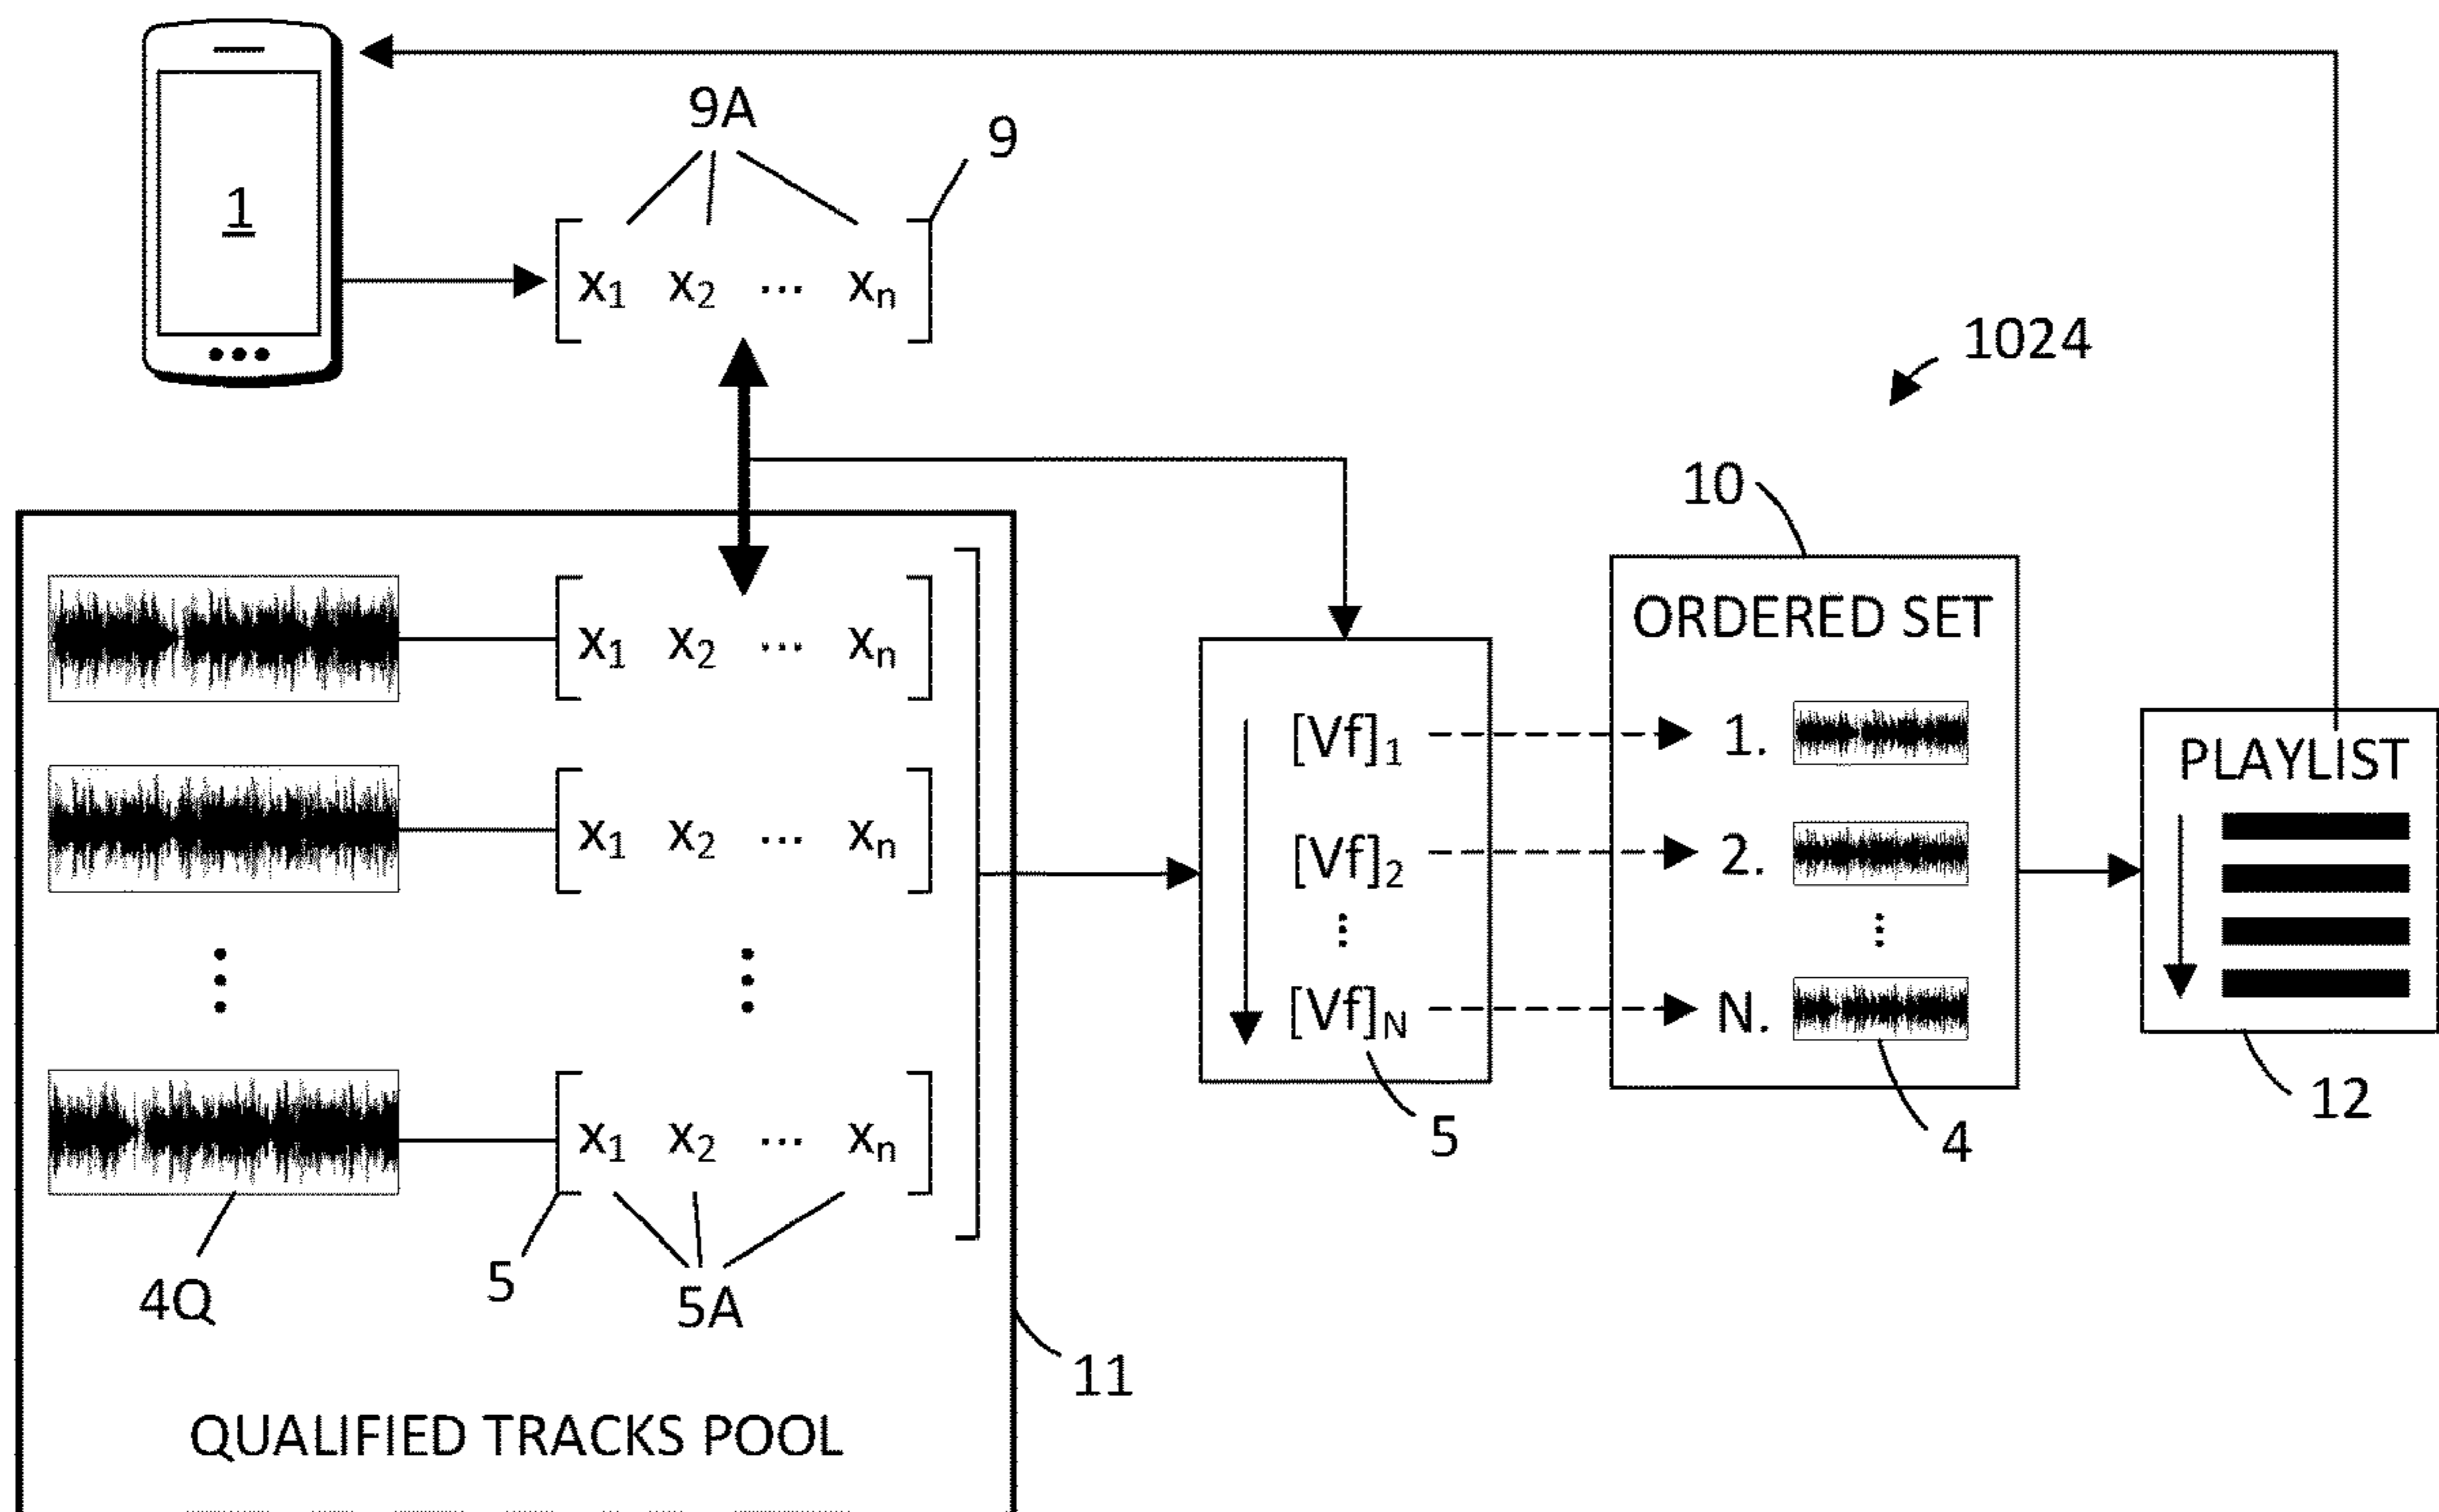 1
9A
9
[x₁ x₂ ... xₙ]
1024
10
[x₁ x₂ ... xₙ]
ORDERED SET
[x₁ x₂ ... xₙ]
[Vf]₁
1.
[Vf]₂
2.
...
...
[Vf]N
N.
PLAYLIST
[x₁ x₂ ... xₙ]
4Q
5
5A
5
4
12
11
QUALIFIED TRACKS POOL